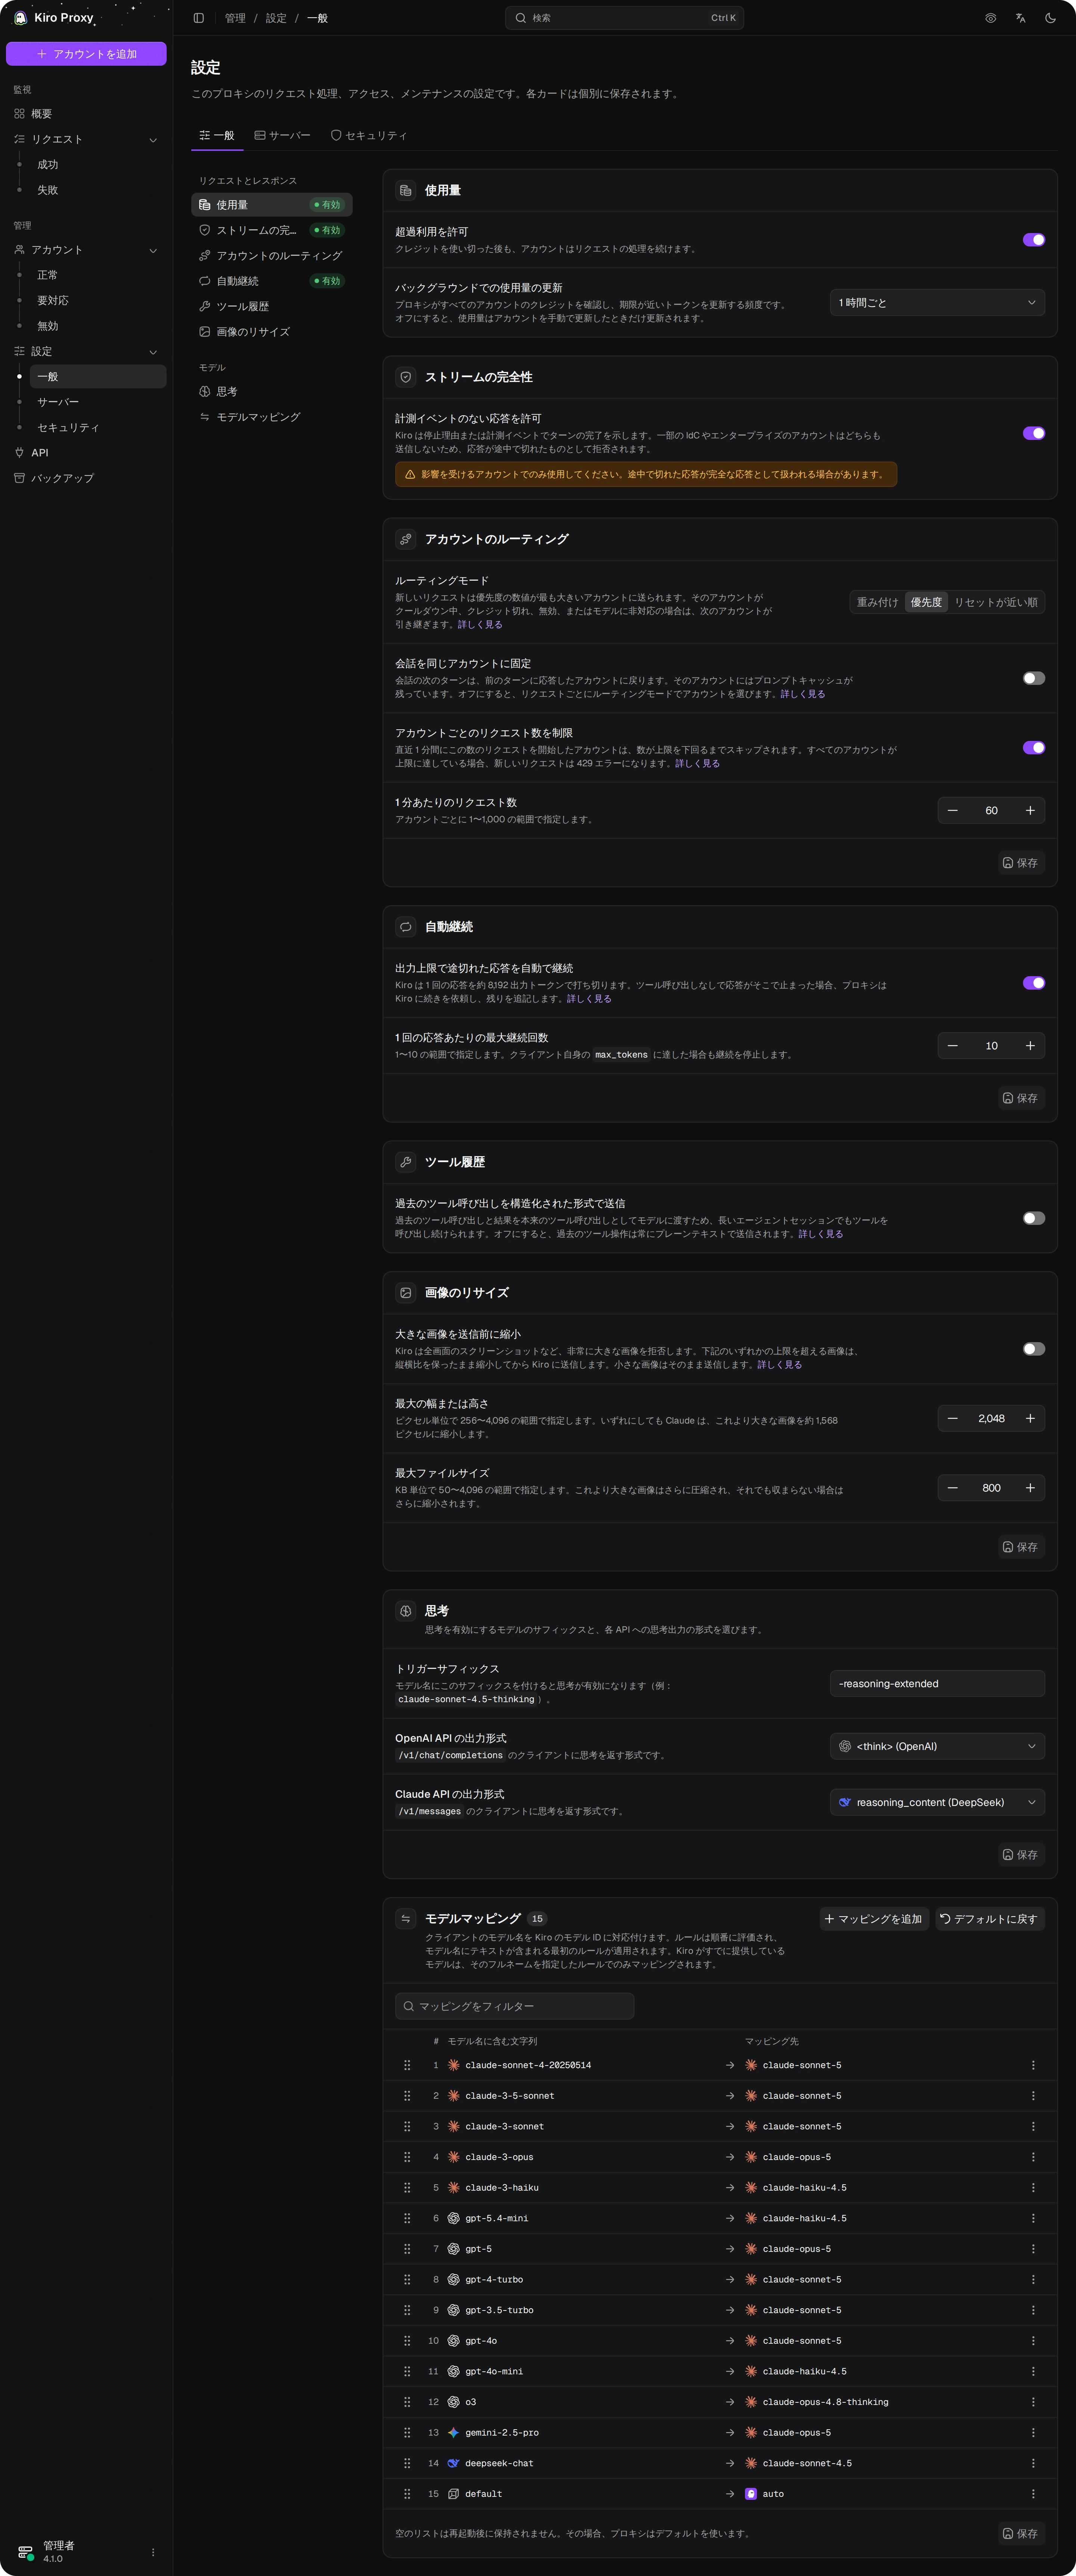 Kiro Proxy
アカウントを追加
監視
概要
リクエスト
成功
失敗
管理
アカウント
正常
要対応
無効
設定
一般
サーバー
セキュリティ
API
バックアップ
管理者
4.1.0
管理 / 設定 / 一般
検索 Ctrl K
設定
このプロキシのリクエスト処理、アクセス、メンテナンスの設定です。各カードは個別に保存されます。
一般 サーバー セキュリティ
リクエストとレスポンス
使用量 有効
ストリームの完... 有効
アカウントのルーティング
自動継続 有効
ツール履歴
画像のリサイズ
モデル
思考
モデルマッピング
使用量
超過利用を許可
クレジットを使い切った後も、アカウントはリクエストの処理を続けます。
バックグラウンドでの使用量の更新
プロキシがすべてのアカウントのクレジットを確認し、期限が近いトークンを更新する頻度です。
オフにすると、使用量はアカウントを手動で更新したときだけ更新されます。
1 時間ごと
ストリームの完全性
計測イベントのない応答を許可
Kiro は停止理由または計測イベントでターンの完了を示します。一部の IdC やエンタープライズのアカウントはどちらも
送信しないため、応答が途中で切れたものとして拒否されます。
影響を受けるアカウントでのみ使用してください。途中で切れた応答が完全な応答として扱われる場合があります。
アカウントのルーティング
ルーティングモード
新しいリクエストは優先度の数値が最も大きいアカウントに送られます。そのアカウントが
クールダウン中、クレジット切れ、無効、またはモデルに非対応の場合は、次のアカウントが
引き継ぎます。詳しく見る
重み付け 優先度 リセットが近い順
会話を同じアカウントに固定
会話の次のターンは、前のターンに応答したアカウントに戻ります。そのアカウントにはプロンプトキャッシュが
残っています。オフにすると、リクエストごとにルーティングモードでアカウントを選びます。詳しく見る
アカウントごとのリクエスト数を制限
直近 1 分間にこの数のリクエストを開始したアカウントは、数が上限を下回るまでスキップされます。すべてのアカウントが
上限に達している場合、新しいリクエストは 429 エラーになります。詳しく見る
1 分あたりのリクエスト数
アカウントごとに 1〜1,000 の範囲で指定します。
60
保存
自動継続
出力上限で途切れた応答を自動で継続
Kiro は 1 回の応答を約 8,192 出力トークンで打ち切ります。ツール呼び出しなしで応答がそこで止まった場合、プロキシは
Kiro に続きを依頼し、残りを追記します。詳しく見る
1 回の応答あたりの最大継続回数
1〜10 の範囲で指定します。クライアント自身の max_tokens に達した場合も継続を停止します。
10
保存
ツール履歴
過去のツール呼び出しを構造化された形式で送信
過去のツール呼び出しと結果を本来のツール呼び出しとしてモデルに渡すため、長いエージェントセッションでもツールを
呼び出し続けられます。オフにすると、過去のツール操作は常にプレーンテキストで送信されます。詳しく見る
画像のリサイズ
大きな画像を送信前に縮小
Kiro は全画面のスクリーンショットなど、非常に大きな画像を拒否します。下記のいずれかの上限を超える画像は、
縦横比を保ったまま縮小してから Kiro に送信します。小さな画像はそのまま送信します。詳しく見る
最大の幅または高さ
ピクセル単位で 256〜4,096 の範囲で指定します。いずれにしても Claude は、これより大きな画像を約 1,568
ピクセルに縮小します。
2,048
最大ファイルサイズ
KB 単位で 50〜4,096 の範囲で指定します。これより大きな画像はさらに圧縮され、それでも収まらない場合は
さらに縮小されます。
800
保存
思考
思考を有効にするモデルのサフィックスと、各 API への思考出力の形式を選びます。
トリガーサフィックス
モデル名にこのサフィックスを付けると思考が有効になります（例：
claude-sonnet-4.5-thinking）。
-reasoning-extended
OpenAI API の出力形式
/v1/chat/completions のクライアントに思考を返す形式です。
<think> (OpenAI)
Claude API の出力形式
/v1/messages のクライアントに思考を返す形式です。
reasoning_content (DeepSeek)
保存
モデルマッピング 15
クライアントのモデル名を Kiro のモデル ID に対応付けます。ルールは順番に評価され、
モデル名にテキストが含まれる最初のルールが適用されます。Kiro がすでに提供している
モデルは、そのフルネームを指定したルールでのみマッピングされます。
マッピングを追加 デフォルトに戻す
マッピングをフィルター
# モデル名に含む文字列 マッピング先
1 claude-sonnet-4-20250514 → claude-sonnet-5
2 claude-3-5-sonnet → claude-sonnet-5
3 claude-3-sonnet → claude-sonnet-5
4 claude-3-opus → claude-opus-5
5 claude-3-haiku → claude-haiku-4.5
6 gpt-5.4-mini → claude-haiku-4.5
7 gpt-5 → claude-opus-5
8 gpt-4-turbo → claude-sonnet-5
9 gpt-3.5-turbo → claude-sonnet-5
10 gpt-4o → claude-sonnet-5
11 gpt-4o-mini → claude-haiku-4.5
12 o3 → claude-opus-4.8-thinking
13 gemini-2.5-pro → claude-opus-5
14 deepseek-chat → claude-sonnet-4.5
15 default → auto
空のリストは再起動後に保持されません。その場合、プロキシはデフォルトを使います。
保存